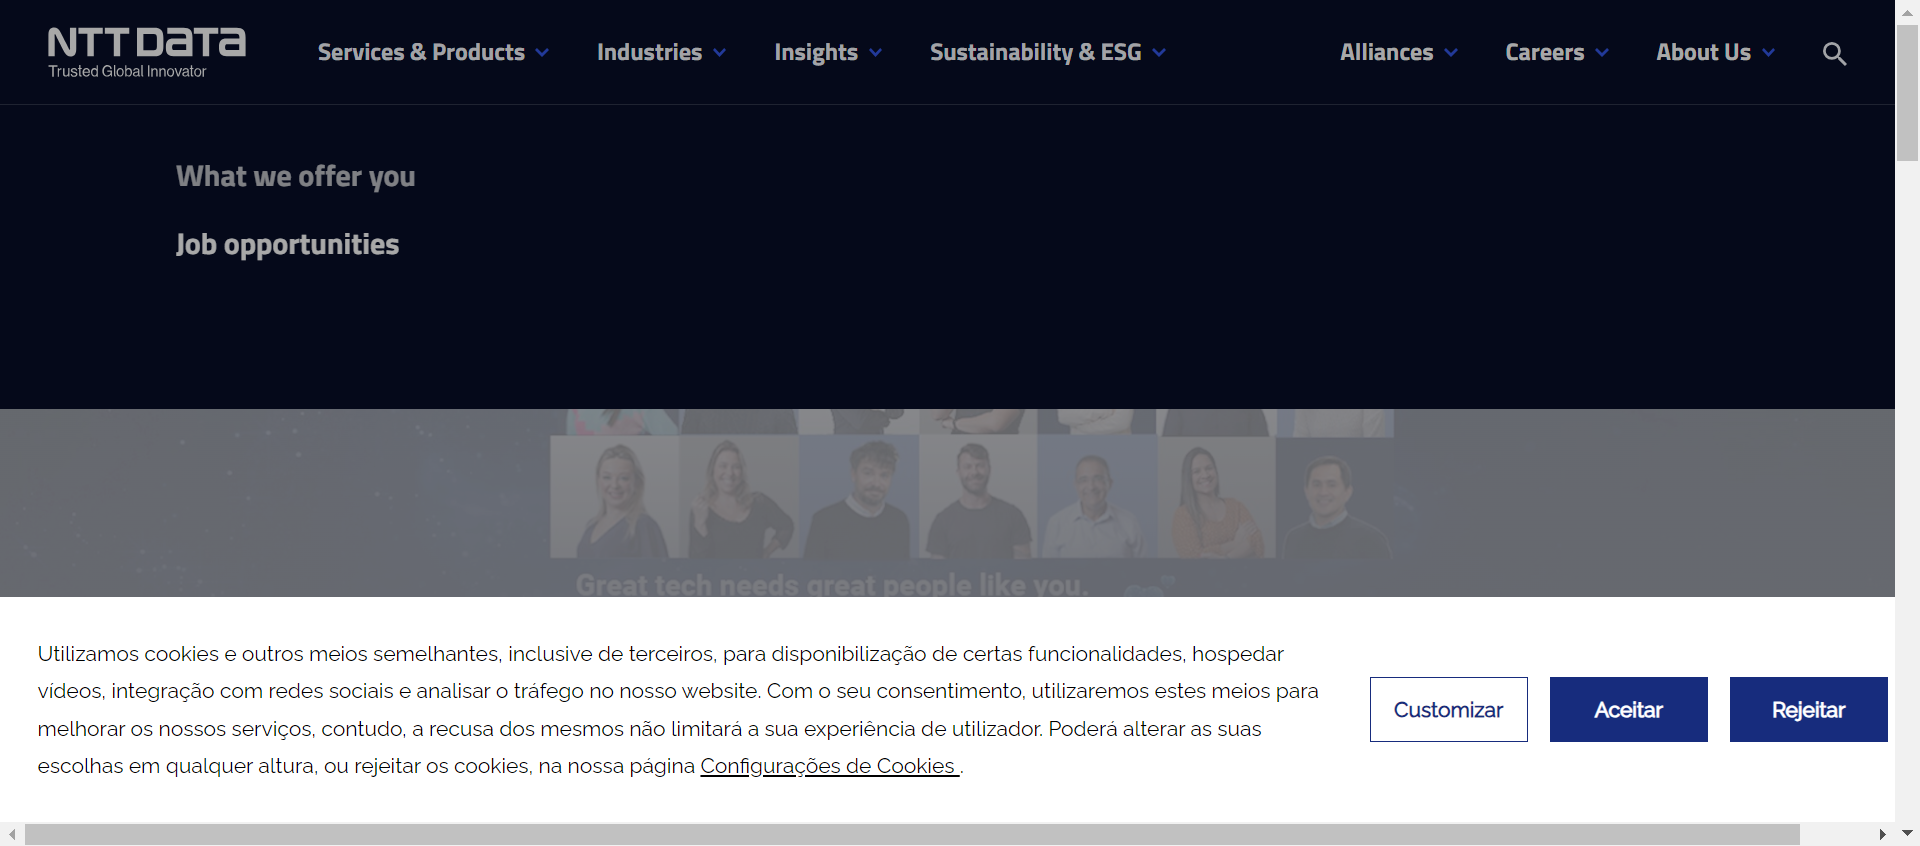 NTT DATA
Trusted Global Innovator
Services & Products
Industries
Insights
Sustainability & ESG
Alliances
Careers
About Us
What we offer you
Job opportunities
Great tech needs great people like you.
Utilizamos cookies e outros meios semelhantes, inclusive de terceiros, para disponibilização de certas funcionalidades, hospedar
vídeos, integração com redes sociais e analisar o tráfego no nosso website. Com o seu consentimento, utilizaremos estes meios para
melhorar os nossos serviços, contudo, a recusa dos mesmos não limitará a sua experiência de utilizador. Poderá alterar as suas
escolhas em qualquer altura, ou rejeitar os cookies, na nossa página Configurações de Cookies .
Customizar
Aceitar
Rejeitar